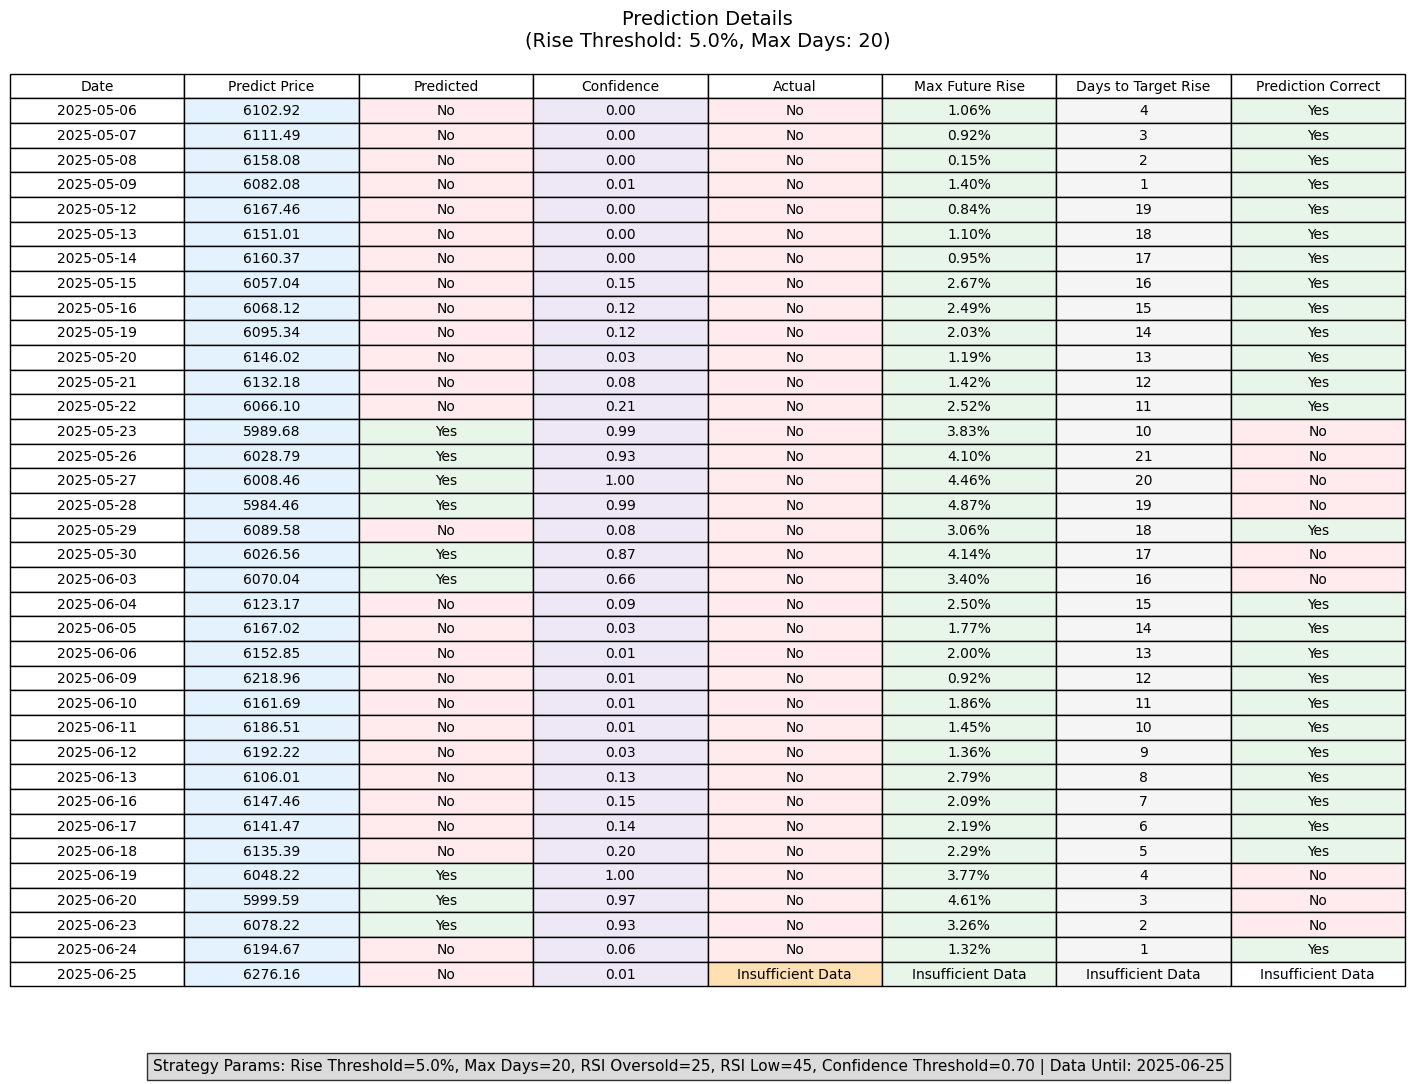 Prediction Details
(Rise Threshold: 5.0%, Max Days: 20)
Date Predict Price Predicted Confidence Actual Max Future Rise Days to Target Rise Prediction Correct
2025-05-06 6102.92 No 0.00 No 1.06% 4 Yes
2025-05-07 6111.49 No 0.00 No 0.92% 3 Yes
2025-05-08 6158.08 No 0.00 No 0.15% 2 Yes
2025-05-09 6082.08 No 0.01 No 1.40% 1 Yes
2025-05-12 6167.46 No 0.00 No 0.84% 19 Yes
2025-05-13 6151.01 No 0.00 No 1.10% 18 Yes
2025-05-14 6160.37 No 0.00 No 0.95% 17 Yes
2025-05-15 6057.04 No 0.15 No 2.67% 16 Yes
2025-05-16 6068.12 No 0.12 No 2.49% 15 Yes
2025-05-19 6095.34 No 0.12 No 2.03% 14 Yes
2025-05-20 6146.02 No 0.03 No 1.19% 13 Yes
2025-05-21 6132.18 No 0.08 No 1.42% 12 Yes
2025-05-22 6066.10 No 0.21 No 2.52% 11 Yes
2025-05-23 5989.68 Yes 0.99 No 3.83% 10 No
2025-05-26 6028.79 Yes 0.93 No 4.10% 21 No
2025-05-27 6008.46 Yes 1.00 No 4.46% 20 No
2025-05-28 5984.46 Yes 0.99 No 4.87% 19 No
2025-05-29 6089.58 No 0.08 No 3.06% 18 Yes
2025-05-30 6026.56 Yes 0.87 No 4.14% 17 No
2025-06-03 6070.04 Yes 0.66 No 3.40% 16 No
2025-06-04 6123.17 No 0.09 No 2.50% 15 Yes
2025-06-05 6167.02 No 0.03 No 1.77% 14 Yes
2025-06-06 6152.85 No 0.01 No 2.00% 13 Yes
2025-06-09 6218.96 No 0.01 No 0.92% 12 Yes
2025-06-10 6161.69 No 0.01 No 1.86% 11 Yes
2025-06-11 6186.51 No 0.01 No 1.45% 10 Yes
2025-06-12 6192.22 No 0.03 No 1.36% 9 Yes
2025-06-13 6106.01 No 0.13 No 2.79% 8 Yes
2025-06-16 6147.46 No 0.15 No 2.09% 7 Yes
2025-06-17 6141.47 No 0.14 No 2.19% 6 Yes
2025-06-18 6135.39 No 0.20 No 2.29% 5 Yes
2025-06-19 6048.22 Yes 1.00 No 3.77% 4 No
2025-06-20 5999.59 Yes 0.97 No 4.61% 3 No
2025-06-23 6078.22 Yes 0.93 No 3.26% 2 No
2025-06-24 6194.67 No 0.06 No 1.32% 1 Yes
2025-06-25 6276.16 No 0.01 Insufficient Data Insufficient Data Insufficient Data Insufficient Data
Strategy Params: Rise Threshold=5.0%, Max Days=20, RSI Oversold=25, RSI Low=45, Confidence Threshold=0.70 | Data Until: 2025-06-25